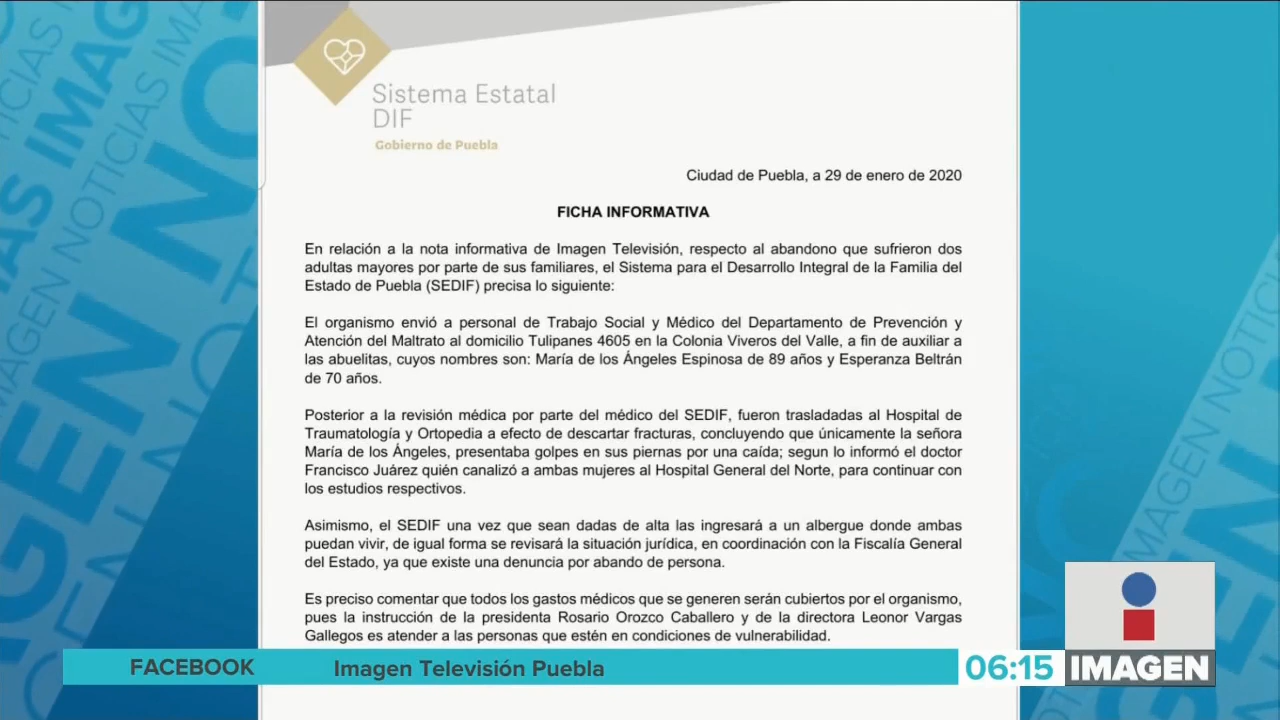 Sistema Estatal
DIF
Gobierno de Puebla
Ciudad de Puebla, a 29 de enero de 2020
FICHA INFORMATIVA
En relación a la nota informativa de Imagen Televisión, respecto al abandono que sufrieron dos
adultas mayores por parte de sus familiares, el Sistema para el Desarrollo Integral de la Familia del
Estado de Puebla (SEDIF) precisa lo siguiente:
El organismo envió a personal de Trabajo Social y Médico del Departamento de Prevención y
Atención del Maltrato al domicilio Tulipanes 4605 en la Colonia Viveros del Valle, a fin de auxiliar a
las abuelitas, cuyos nombres son: María de los Ángeles Espinosa de 89 años y Esperanza Beltrán
de 70 años.
Posterior a la revisión médica por parte del médico del SEDIF, fueron trasladadas al Hospital de
Traumatología y Ortopedia a efecto de descartar fracturas, concluyendo que únicamente la señora
María de los Ángeles, presentaba golpes en sus piernas por una caída; segun lo informó el doctor
Francisco Juárez quién canalizó a ambas mujeres al Hospital General del Norte, para continuar con
los estudios respectivos.
Asimismo, el SEDIF una vez que sean dadas de alta las ingresará a un albergue donde ambas
puedan vivir, de igual forma se revisará la situación jurídica, en coordinación con la Fiscalía General
del Estado, ya que existe una denuncia por abando de persona.
Es preciso comentar que todos los gastos médicos que se generen serán cubiertos por el organismo,
pues la instrucción de la presidenta Rosario Orozco Caballero y de la directora Leonor Vargas
Gallegos es atender a las personas que estén en condiciones de vulnerabilidad.
FACEBOOK Imagen Televisión Puebla
06:15 IMAGEN